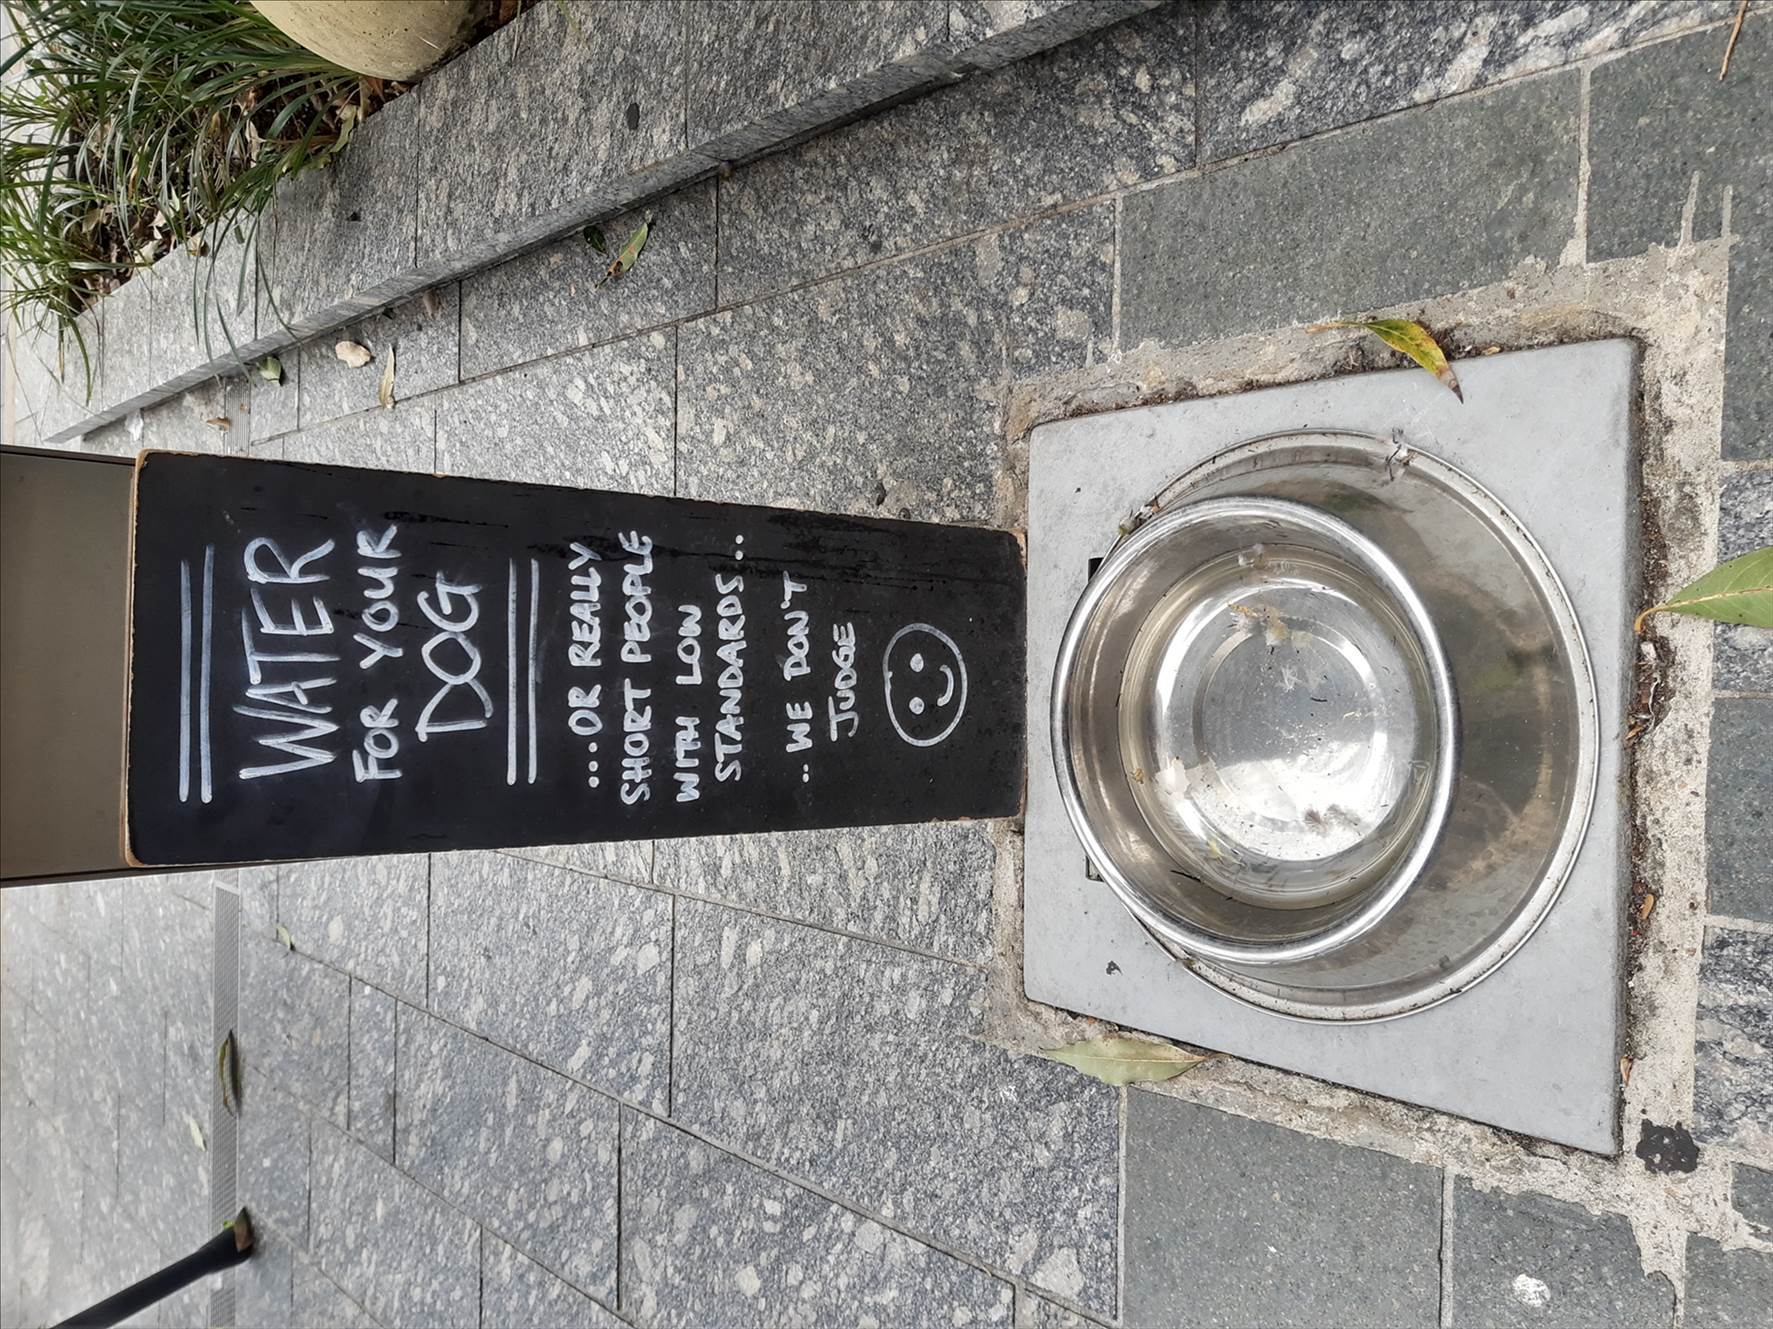 WATER
FOR YOUR
DOG
...OR REALLY
SHORT PEOPLE
WITH LOW
STANDARDS..
..WE DON'T
JUDGE